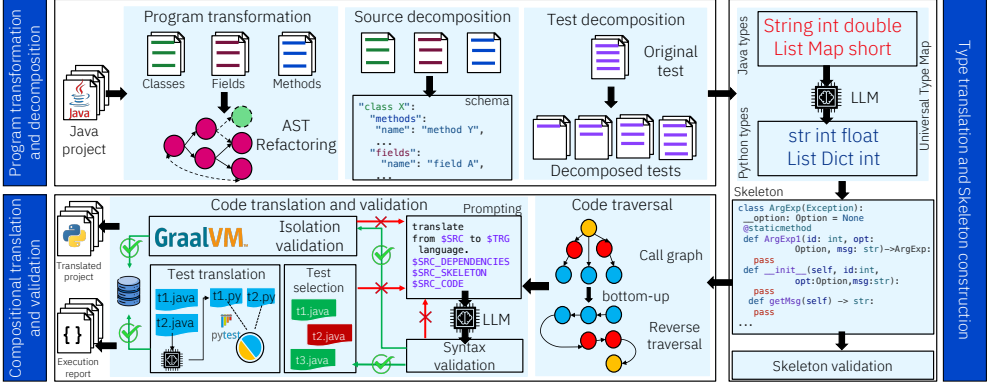 Program transformation
and decomposition
Program transformation
Classes
Fields
Methods
Java
Java
project
AST
Refactoring
Source decomposition
schema
"class X":
"methods":
"name": "method Y",
...
"fields":
"name": "field A",
...
Test decomposition
Original
test
Decomposed tests
Java types
String int double
List Map short
LLM
Python types
str int float
List Dict int
Universal Type Map
Type translation and Skeleton construction
Skeleton
class ArgExp(Exception):
__option: Option = None
@staticmethod
def ArgExp1(id: int, opt:
Option, msg: str)->ArgExp:
pass
def __init__(self, id:int,
opt:Option,msg:str):
pass
def getMsg(self) -> str:
pass
...
Skeleton validation
Compositional translation
and validation
Translated
project
{ }
Execution
report
Code translation and validation
GraalVM
Isolation
validation
Test translation
t1.java
t2.java
t1.py
t2.py
pytest
Test
selection
t1.java
t2.java
t3.java
Prompting
translate
from $SRC to $TRG
language.
$SRC_DEPENDENCIES
$SRC_SKELETON
$SRC_CODE
LLM
Syntax
validation
Code traversal
Call graph
bottom-up
Reverse
traversal